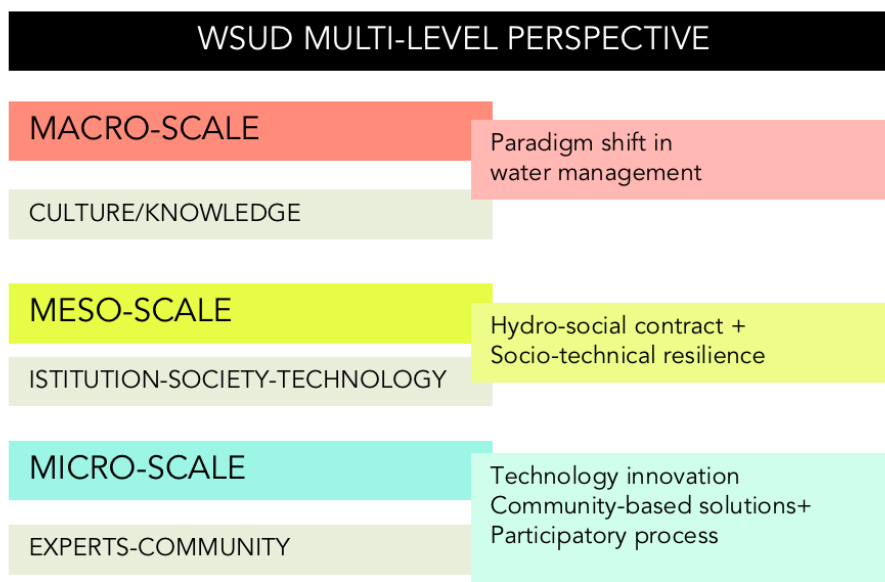 WSUD MULTI-LEVEL PERSPECTIVE
MACRO-SCALE
Paradigm shift in
water management
CULTURE/KNOWLEDGE
MESO-SCALE
Hydro-social contract +
Socio-technical resilience
ISTITUTION-SOCIETY-TECHNOLOGY
MICRO-SCALE
Technology innovation
Community-based solutions+
Participatory process
EXPERTS-COMMUNITY